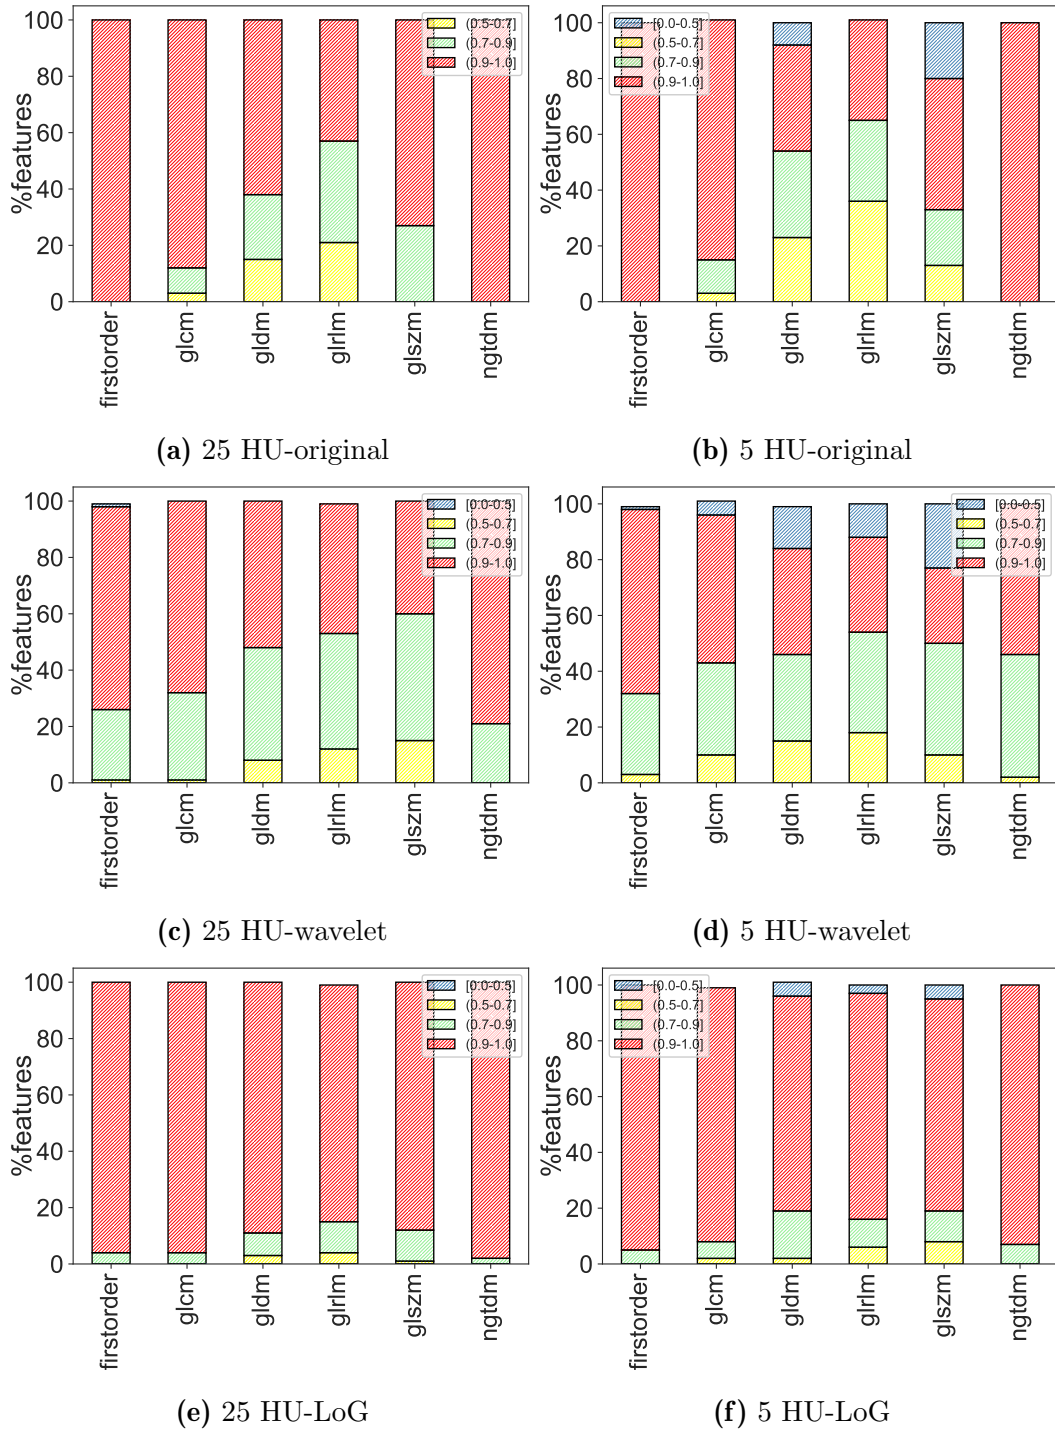 %features
100
80
60
40
20
0
(0.5-0.7]
(0.7-0.9]
(0.9-1.0]
firstorder
glcm
gldm
glrlm
glszm
ngtdm
(a) 25 HU-original
%features
100
80
60
40
20
0
[0.0-0.5]
(0.5-0.7]
(0.7-0.9]
(0.9-1.0]
firstorder
glcm
gldm
glrlm
glszm
ngtdm
(b) 5 HU-original
%features
100
80
60
40
20
0
[0.0-0.5]
(0.5-0.7]
(0.7-0.9]
(0.9-1.0]
firstorder
glcm
gldm
glrlm
glszm
ngtdm
(c) 25 HU-wavelet
%features
100
80
60
40
20
0
[0.0-0.5]
(0.5-0.7]
(0.7-0.9]
(0.9-1.0]
firstorder
glcm
gldm
glrlm
glszm
ngtdm
(d) 5 HU-wavelet
%features
100
80
60
40
20
0
[0.0-0.5]
(0.5-0.7]
(0.7-0.9]
(0.9-1.0]
firstorder
glcm
gldm
glrlm
glszm
ngtdm
(e) 25 HU-LoG
%features
100
80
60
40
20
0
[0.0-0.5]
(0.5-0.7]
(0.7-0.9]
(0.9-1.0]
firstorder
glcm
gldm
glrlm
glszm
ngtdm
(f) 5 HU-LoG